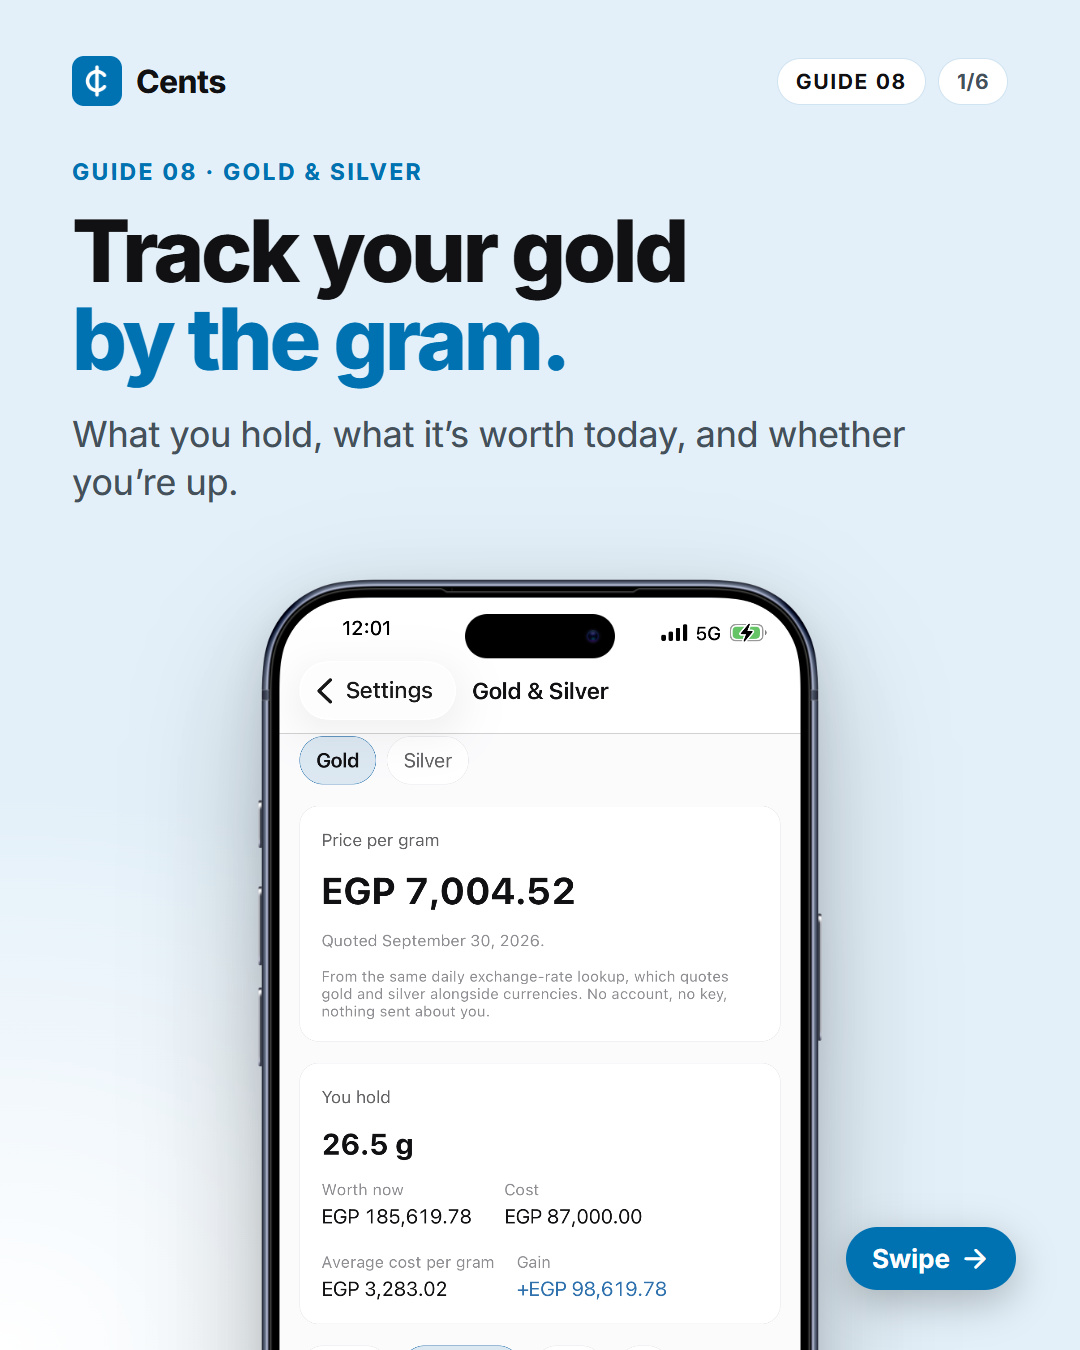 Cents
GUIDE 08
1/6
GUIDE 08 · GOLD & SILVER
Track your gold
by the gram.
What you hold, what it’s worth today, and whether
you’re up.
12:01
5G
Settings
Gold & Silver
Gold
Silver
Price per gram
EGP 7,004.52
Quoted September 30, 2026.
From the same daily exchange-rate lookup, which quotes
gold and silver alongside currencies. No account, no key,
nothing sent about you.
You hold
26.5 g
Worth now
Cost
EGP 185,619.78
EGP 87,000.00
Average cost per gram
Gain
EGP 3,283.02
+EGP 98,619.78
Swipe →